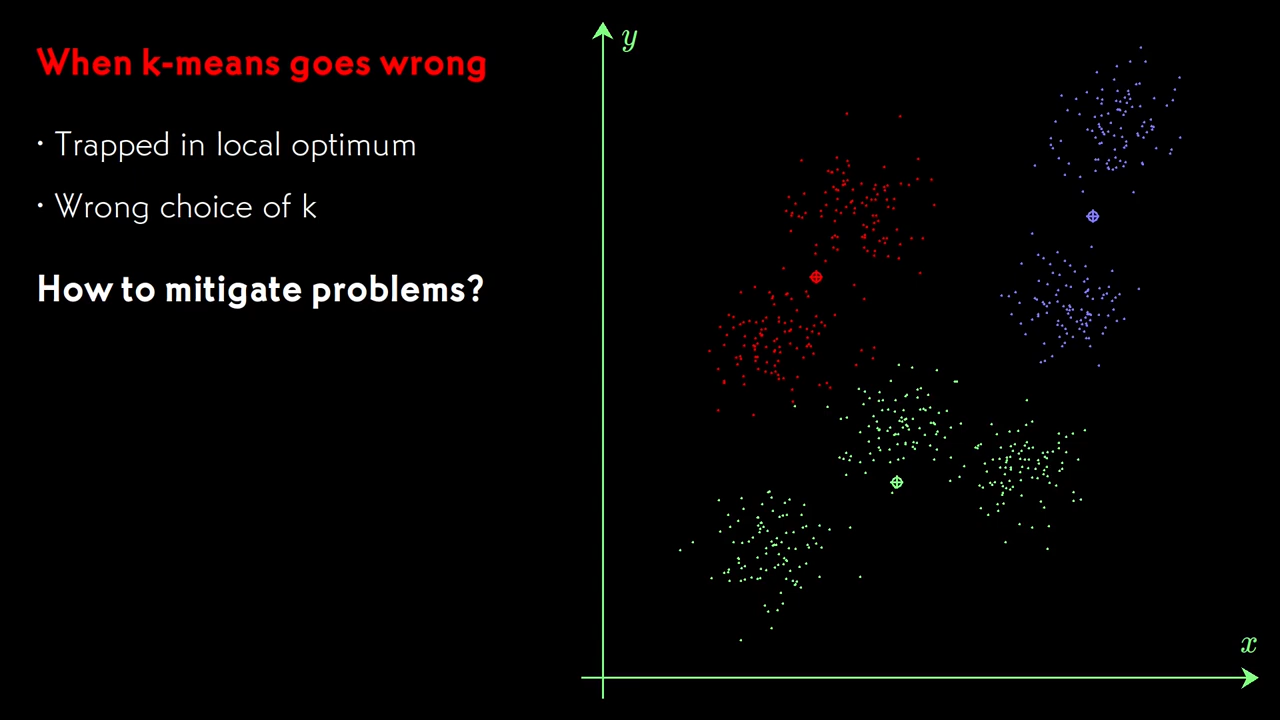 When k-means goes wrong
• Trapped in local optimum
• Wrong choice of k
How to mitigate problems?
y
x